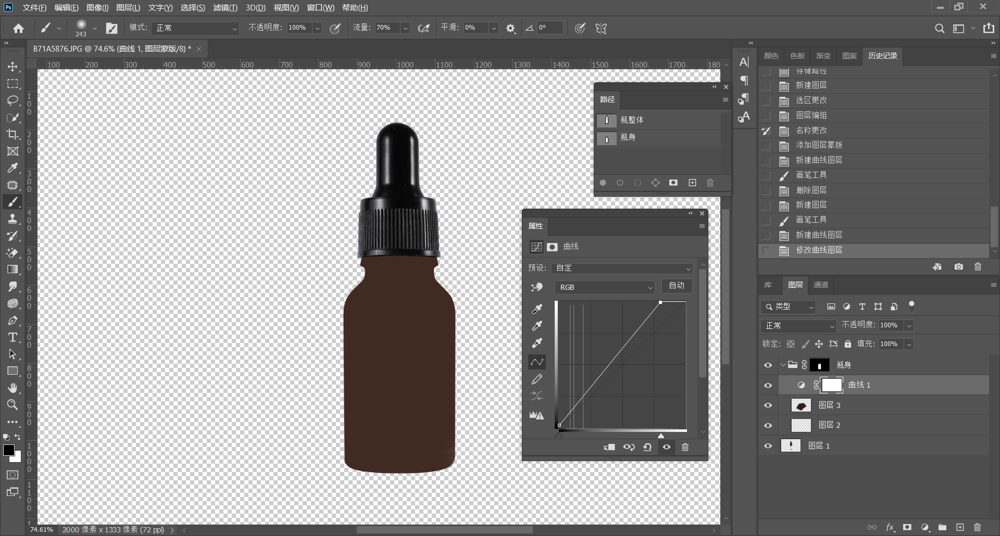 Ps 文件(F) 编辑(E) 图像(I) 图层(L) 文字(Y) 选择(S) 滤镜(T) 3D(D) 视图(V) 窗口(W) 帮助(H)
243 模式: 正常 不透明度: 100% 流量: 70% 平滑: 0% 0°
B71A5876.JPG @ 74.6% (曲线 1, 图层蒙版/8) *
100 200 300 400 500 600 700 800 900 1000 1100 1200 1300 1400 1500 1600 1700 180
100
200
300
400
500
600
700
800
900
1000
1100
1
路径
瓶整体
瓶身
属性
曲线
预设: 自定
RGB 自动
颜色 色板 渐变 图案 历史记录
存储路径
新建图层
选区更改
图层编组
名称更改
添加图层蒙版
新建曲线图层
画笔工具
删除图层
新建图层
画笔工具
新建曲线图层
修改曲线图层
库 图层 通道
类型
正常 不透明度: 100%
锁定: 填充: 100%
瓶身
曲线 1
图层 3
图层 2
图层 1
fx
74.61% 2000 像素 x 1333 像素 (72 ppi)